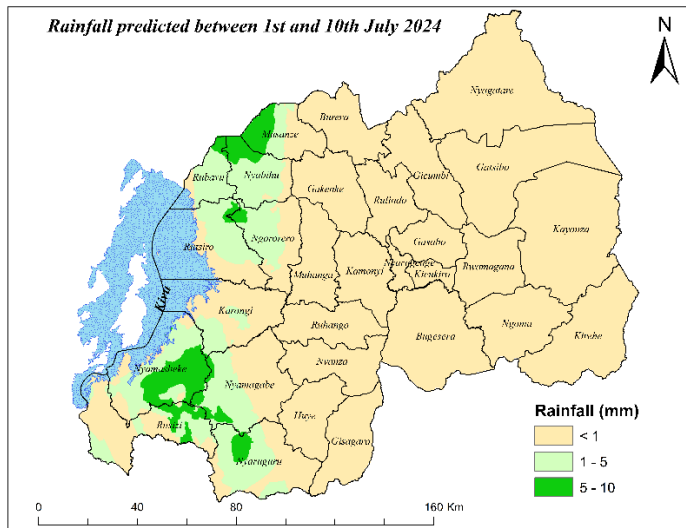 Rainfall predicted between 1st and 10th July 2024
N
Nyagatare
Burera
Musanze
Gicumbi
Gatsibo
Rubavu
Nyabihu
Gakenke
Rulindo
Kayonza
Rutsiro
Ngororero
Gasabo
Nyarugenge
Kicukiro
Rwamagana
Muhanga
Kamonyi
Kivu
Karongi
Ruhango
Bugesera
Ngoma
Kirehe
Nyamasheke
Nyamagabe
Nyanza
Huye
Rusizi
Gisagara
Nyaruguru
Rainfall (mm)
< 1
1 - 5
5 - 10
0 40 80 160 Km